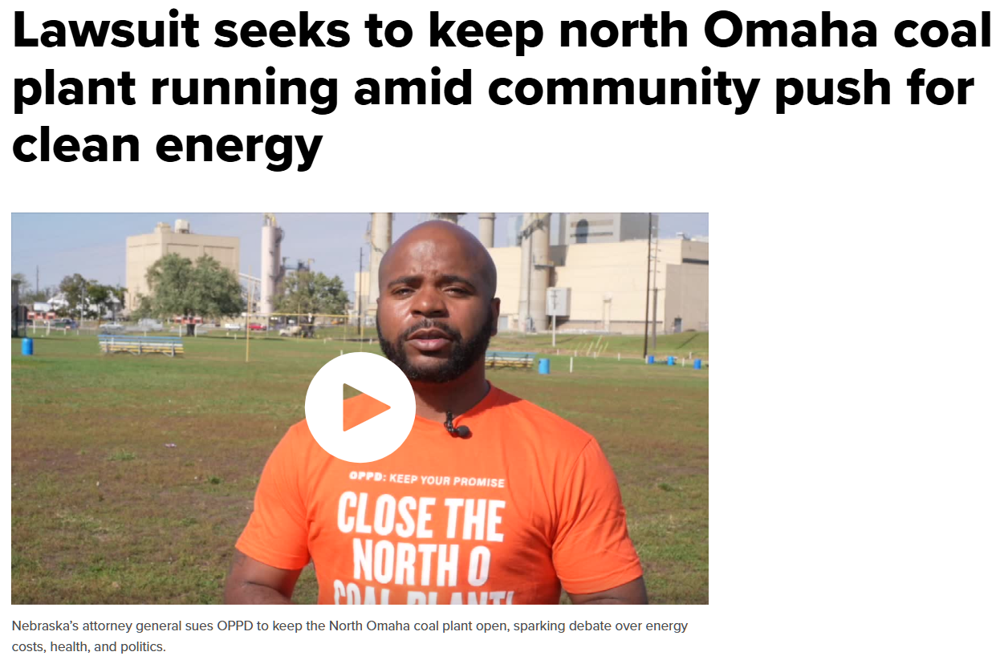 Lawsuit seeks to keep north Omaha coal
plant running amid community push for
clean energy
OPPD: KEEP YOUR PROMISE
CLOSE THE
NORTH O
COAL PLANT!
Nebraska's attorney general sues OPPD to keep the North Omaha coal plant open, sparking debate over energy
costs, health, and politics.